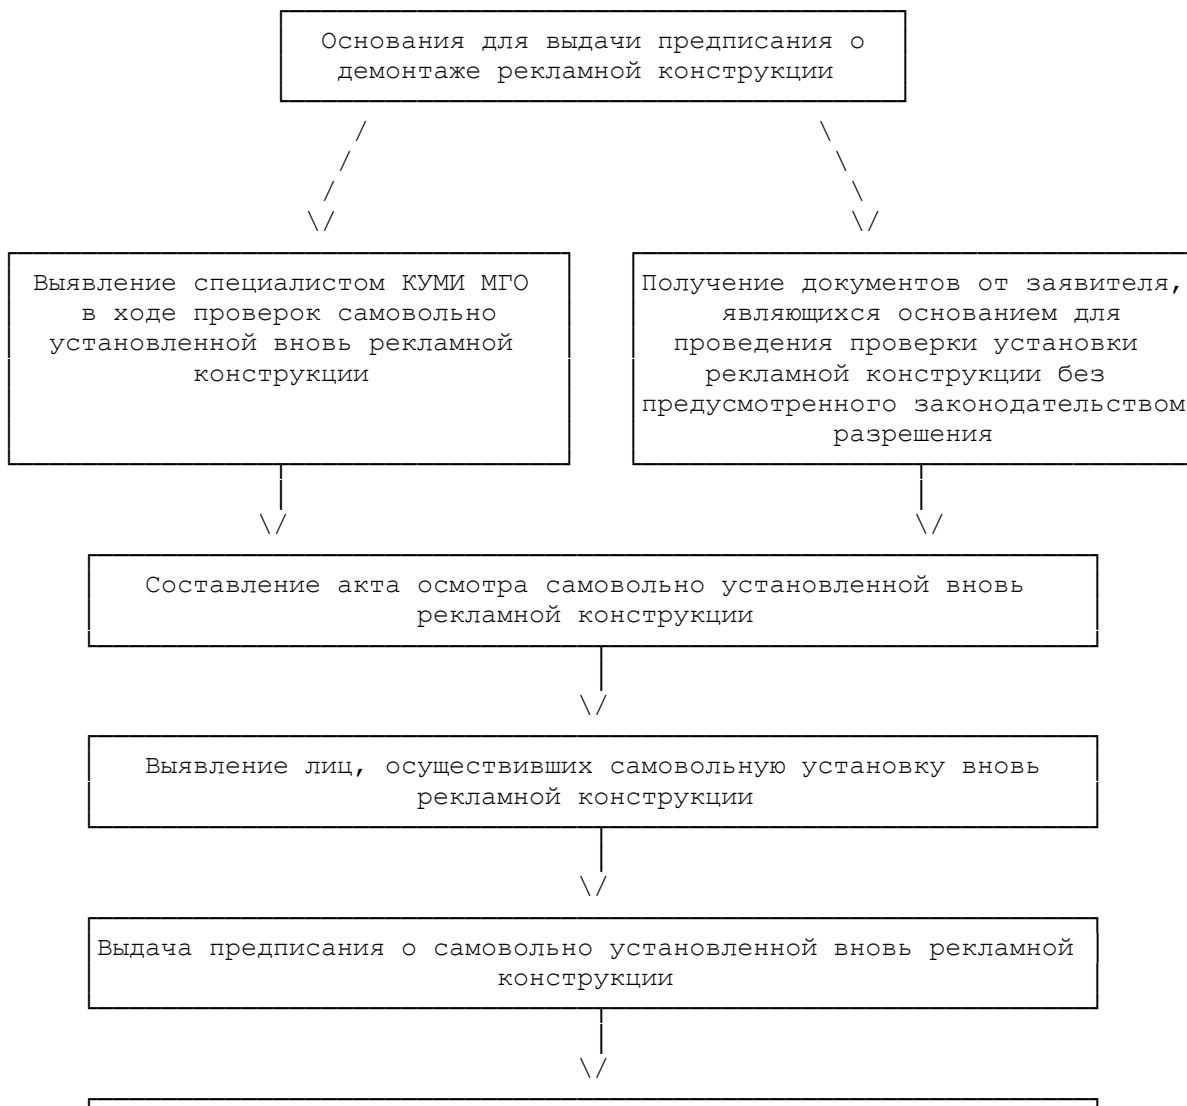 Основания для выдачи предписания о
демонтаже рекламной конструкции
Выявление специалистом КУМИ МГО
в ходе проверок самовольно
установленной вновь рекламной
конструкции
Получение документов от заявителя,
являющихся основанием для
проведения проверки установки
рекламной конструкции без
предусмотренного законодательством
разрешения
Составление акта осмотра самовольно установленной вновь
рекламной конструкции
Выявление лиц, осуществивших самовольную установку вновь
рекламной конструкции
Выдача предписания о самовольно установленной вновь рекламной
конструкции